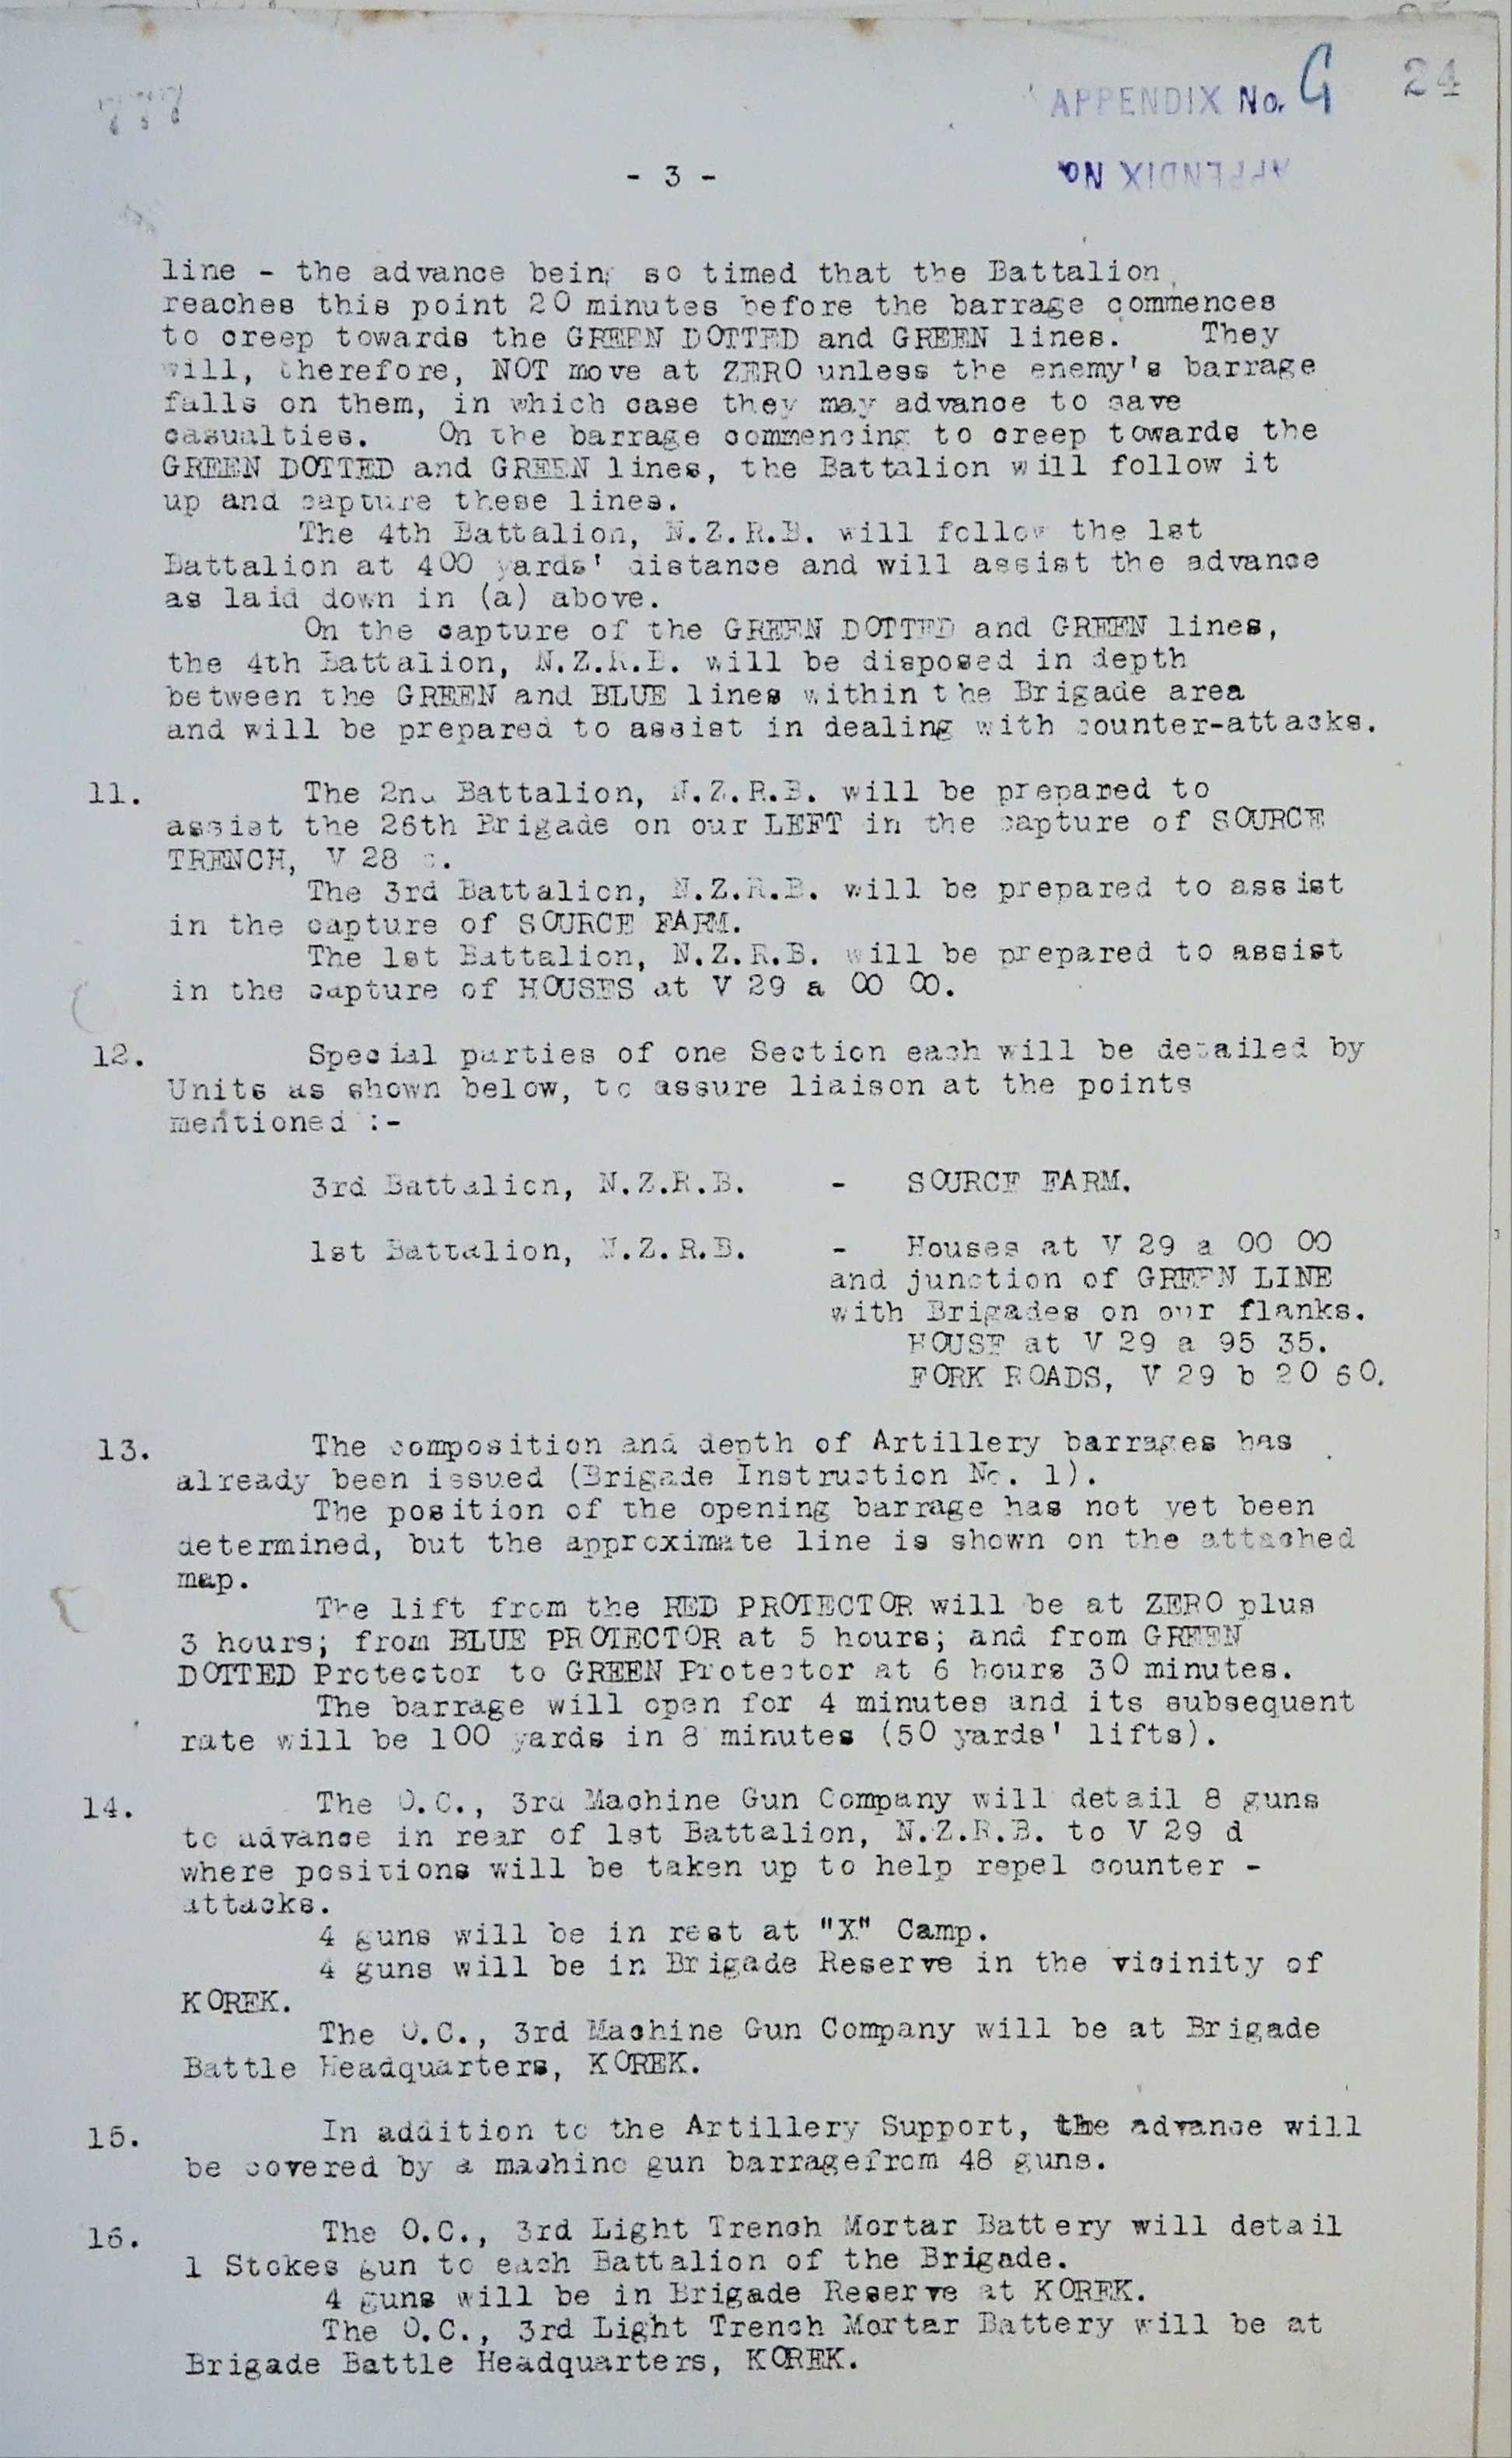 APPENDIX No. G 24
APPENDIX No
- 3 -
line - the advance being so timed that the Battalion
reaches this point 20 minutes before the barrage commences
to creep towards the GREEN DOTTED and GREEN lines. They
will, therefore, NOT move at ZERO unless the enemy's barrage
falls on them, in which case they may advance to save
casualties. On the barrage commencing to creep towards the
GREEN DOTTED and GREEN lines, the Battalion will follow it
up and capture these lines.
The 4th Battalion, N.Z.R.B. will follow the 1st
Battalion at 400 yards' distance and will assist the advance
as laid down in (a) above.
On the capture of the GREEN DOTTED and GREEN lines,
the 4th Battalion, N.Z.R.B. will be disposed in depth
between the GREEN and BLUE lines within the Brigade area
and will be prepared to assist in dealing with counter-attacks.
11. The 2nd Battalion, N.Z.R.B. will be prepared to
assist the 26th Brigade on our LEFT in the capture of SOURCE
TRENCH, V 28 c.
The 3rd Battalion, N.Z.R.B. will be prepared to assist
in the capture of SOURCE FARM.
The 1st Battalion, N.Z.R.B. will be prepared to assist
in the capture of HOUSES at V 29 a 00 00.
12. Special parties of one Section each will be detailed by
Units as shown below, to assure liaison at the points
mentioned :-
3rd Battalion, N.Z.R.B. - SOURCE FARM.
1st Battalion, N.Z.R.B. - Houses at V 29 a 00 00
and junction of GREEN LINE
with Brigades on our flanks.
HOUSE at V 29 a 95 35.
FORK ROADS, V 29 b 20 60.
13. The composition and depth of Artillery barrages has
already been issued (Brigade Instruction No. 1).
The position of the opening barrage has not yet been
determined, but the approximate line is shown on the attached
map.
The lift from the RED PROTECTOR will be at ZERO plus
3 hours; from BLUE PROTECTOR at 5 hours; and from GREEN
DOTTED Protector to GREEN Protector at 6 hours 30 minutes.
The barrage will open for 4 minutes and its subsequent
rate will be 100 yards in 8 minutes (50 yards' lifts).
14. The O.C., 3rd Machine Gun Company will detail 8 guns
to advance in rear of 1st Battalion, N.Z.R.B. to V 29 d
where positions will be taken up to help repel counter -
attacks.
4 guns will be in rest at "X" Camp.
4 guns will be in Brigade Reserve in the vicinity of
KOREK.
The O.C., 3rd Machine Gun Company will be at Brigade
Battle Headquarters, KOREK.
15. In addition to the Artillery Support, the advance will
be covered by a machine gun barragefrom 48 guns.
16. The O.C., 3rd Light Trench Mortar Battery will detail
1 Stokes gun to each Battalion of the Brigade.
4 guns will be in Brigade Reserve at KOREK.
The O.C., 3rd Light Trench Mortar Battery will be at
Brigade Battle Headquarters, KOREK.